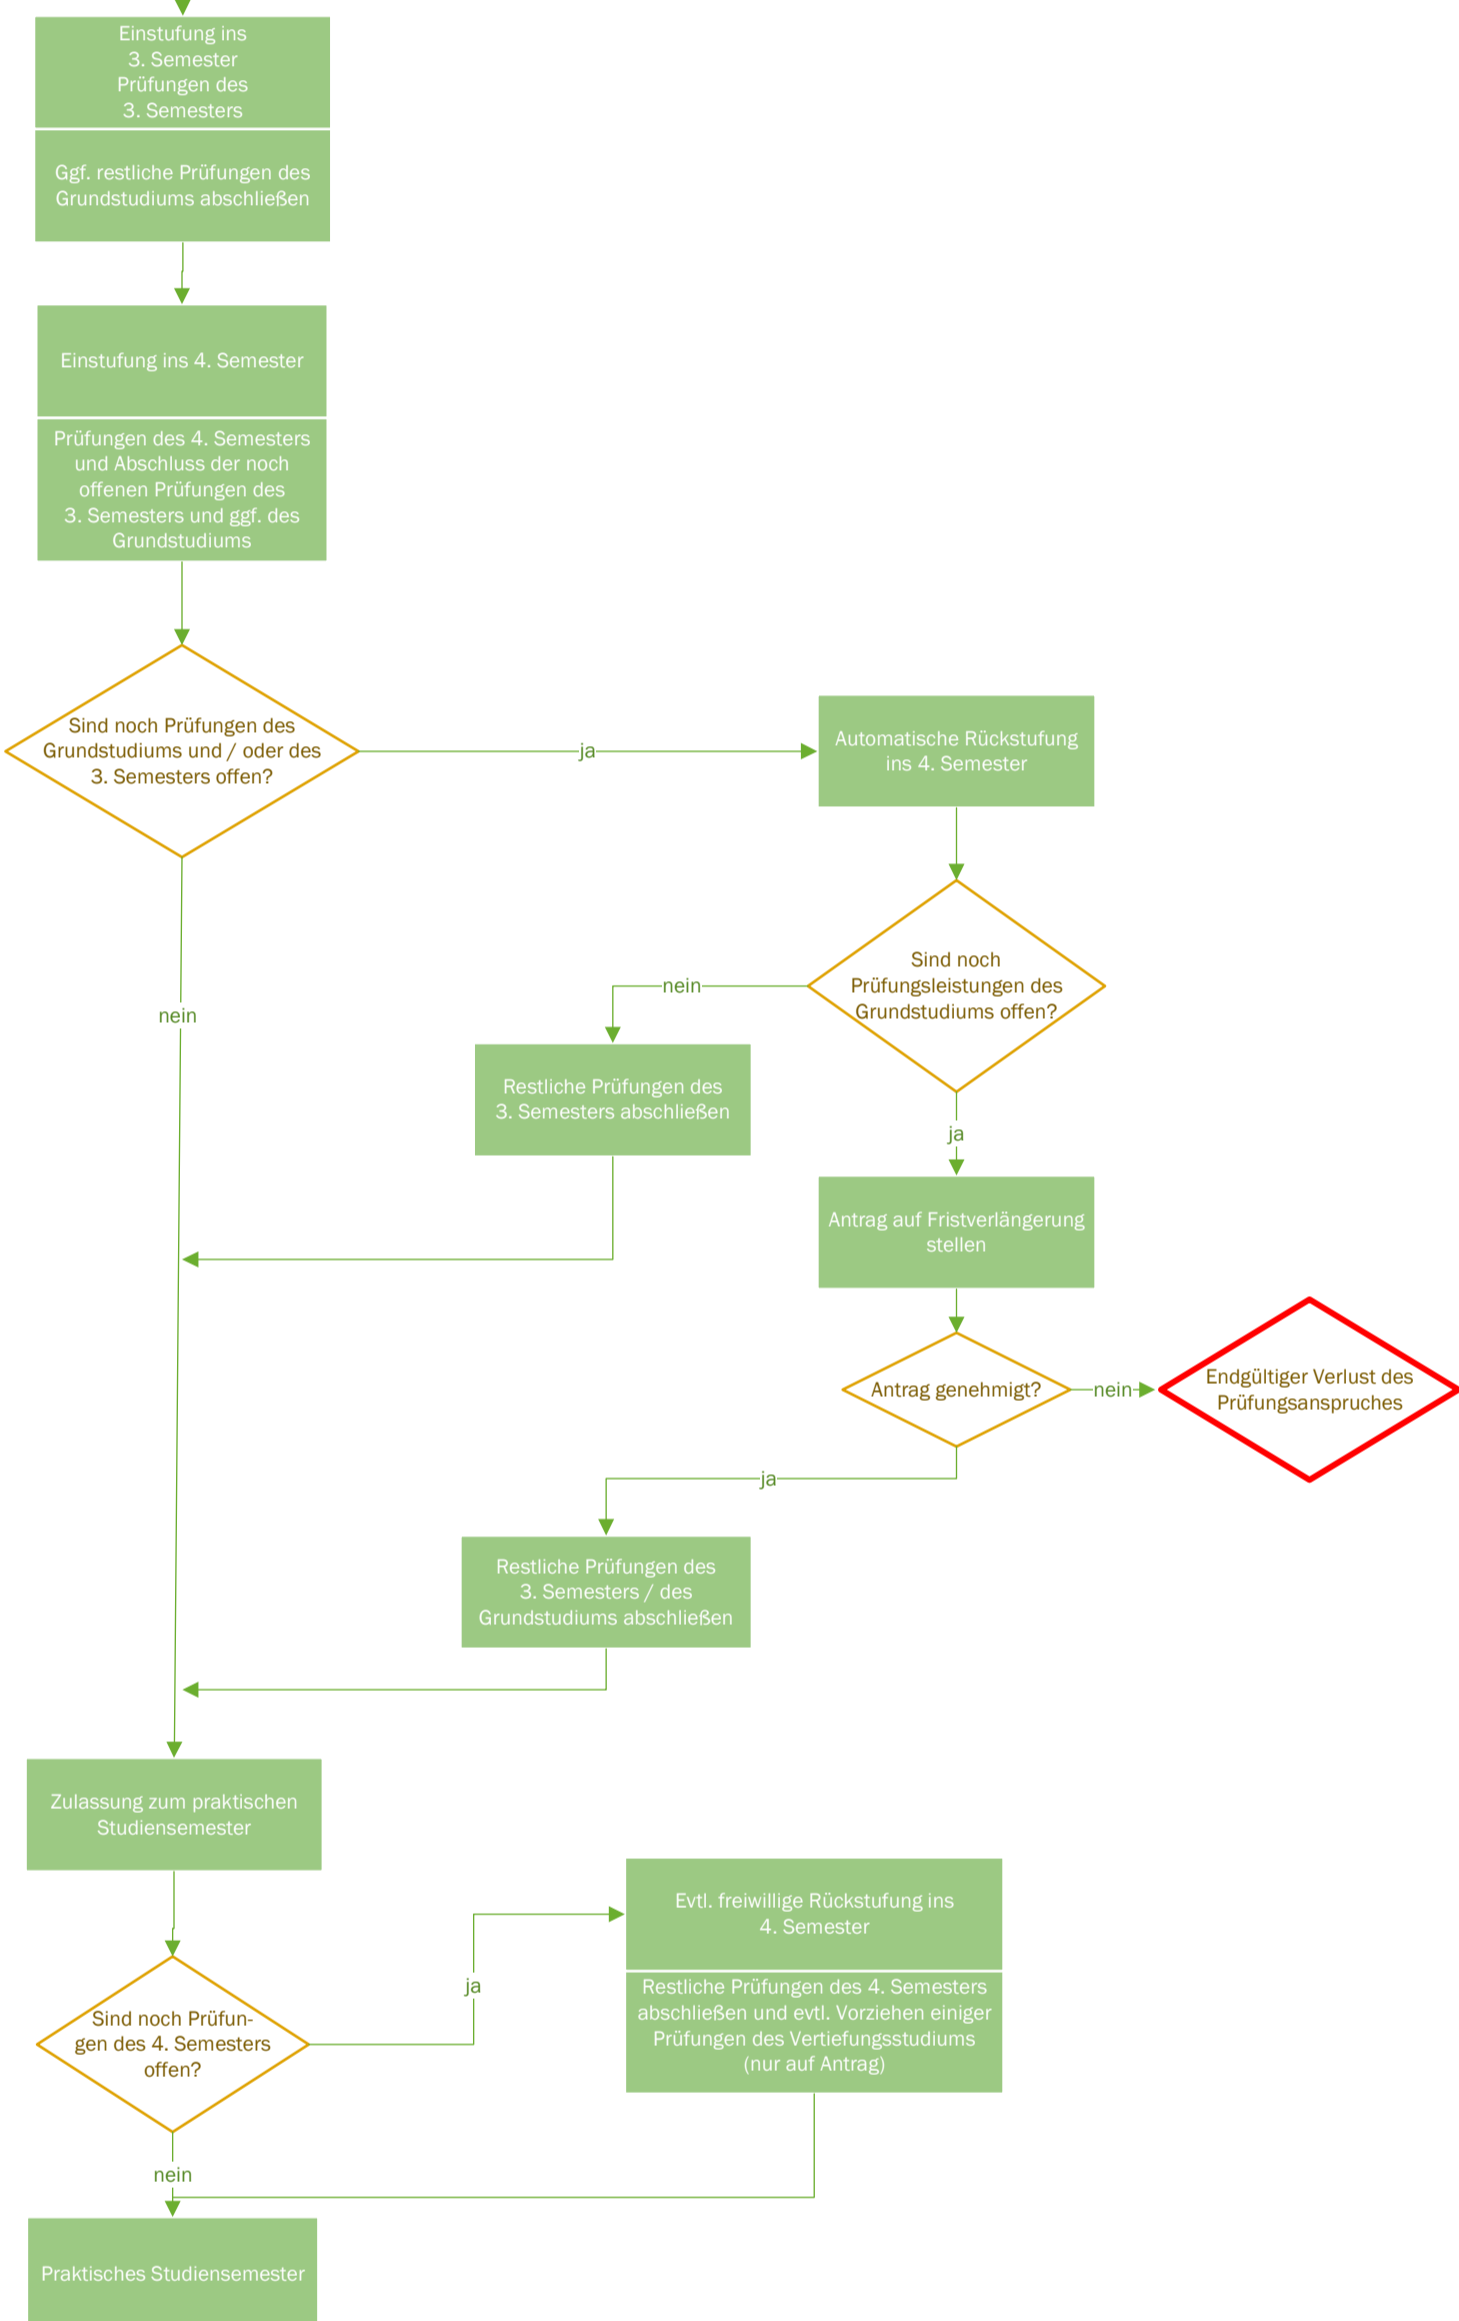 Einstufung ins
3. Semester
Prüfungen des
3. Semesters
Ggf. restliche Prüfungen des
Grundstudiums abschließen
Einstufung ins 4. Semester
Prüfungen des 4. Semesters
und Abschluss der noch
offenen Prüfungen des
3. Semesters und ggf. des
Grundstudiums
Sind noch Prüfungen des
Grundstudiums und / oder des
3. Semesters offen?
ja
Automatische Rückstufung
ins 4. Semester
nein
Sind noch
Prüfungsleistungen des
Grundstudiums offen?
nein
Restliche Prüfungen des
3. Semesters abschließen
ja
Antrag auf Fristverlängerung
stellen
Antrag genehmigt?
nein
Endgültiger Verlust des
Prüfungsanspruches
ja
Restliche Prüfungen des
3. Semesters / des
Grundstudiums abschließen
Zulassung zum praktischen
Studiensemester
Sind noch Prüfun-
gen des 4. Semesters
offen?
ja
Evtl. freiwillige Rückstufung ins
4. Semester
Restliche Prüfungen des 4. Semesters
abschließen und evtl. Vorziehen einiger
Prüfungen des Vertiefungsstudiums
(nur auf Antrag)
nein
Praktisches Studiensemester